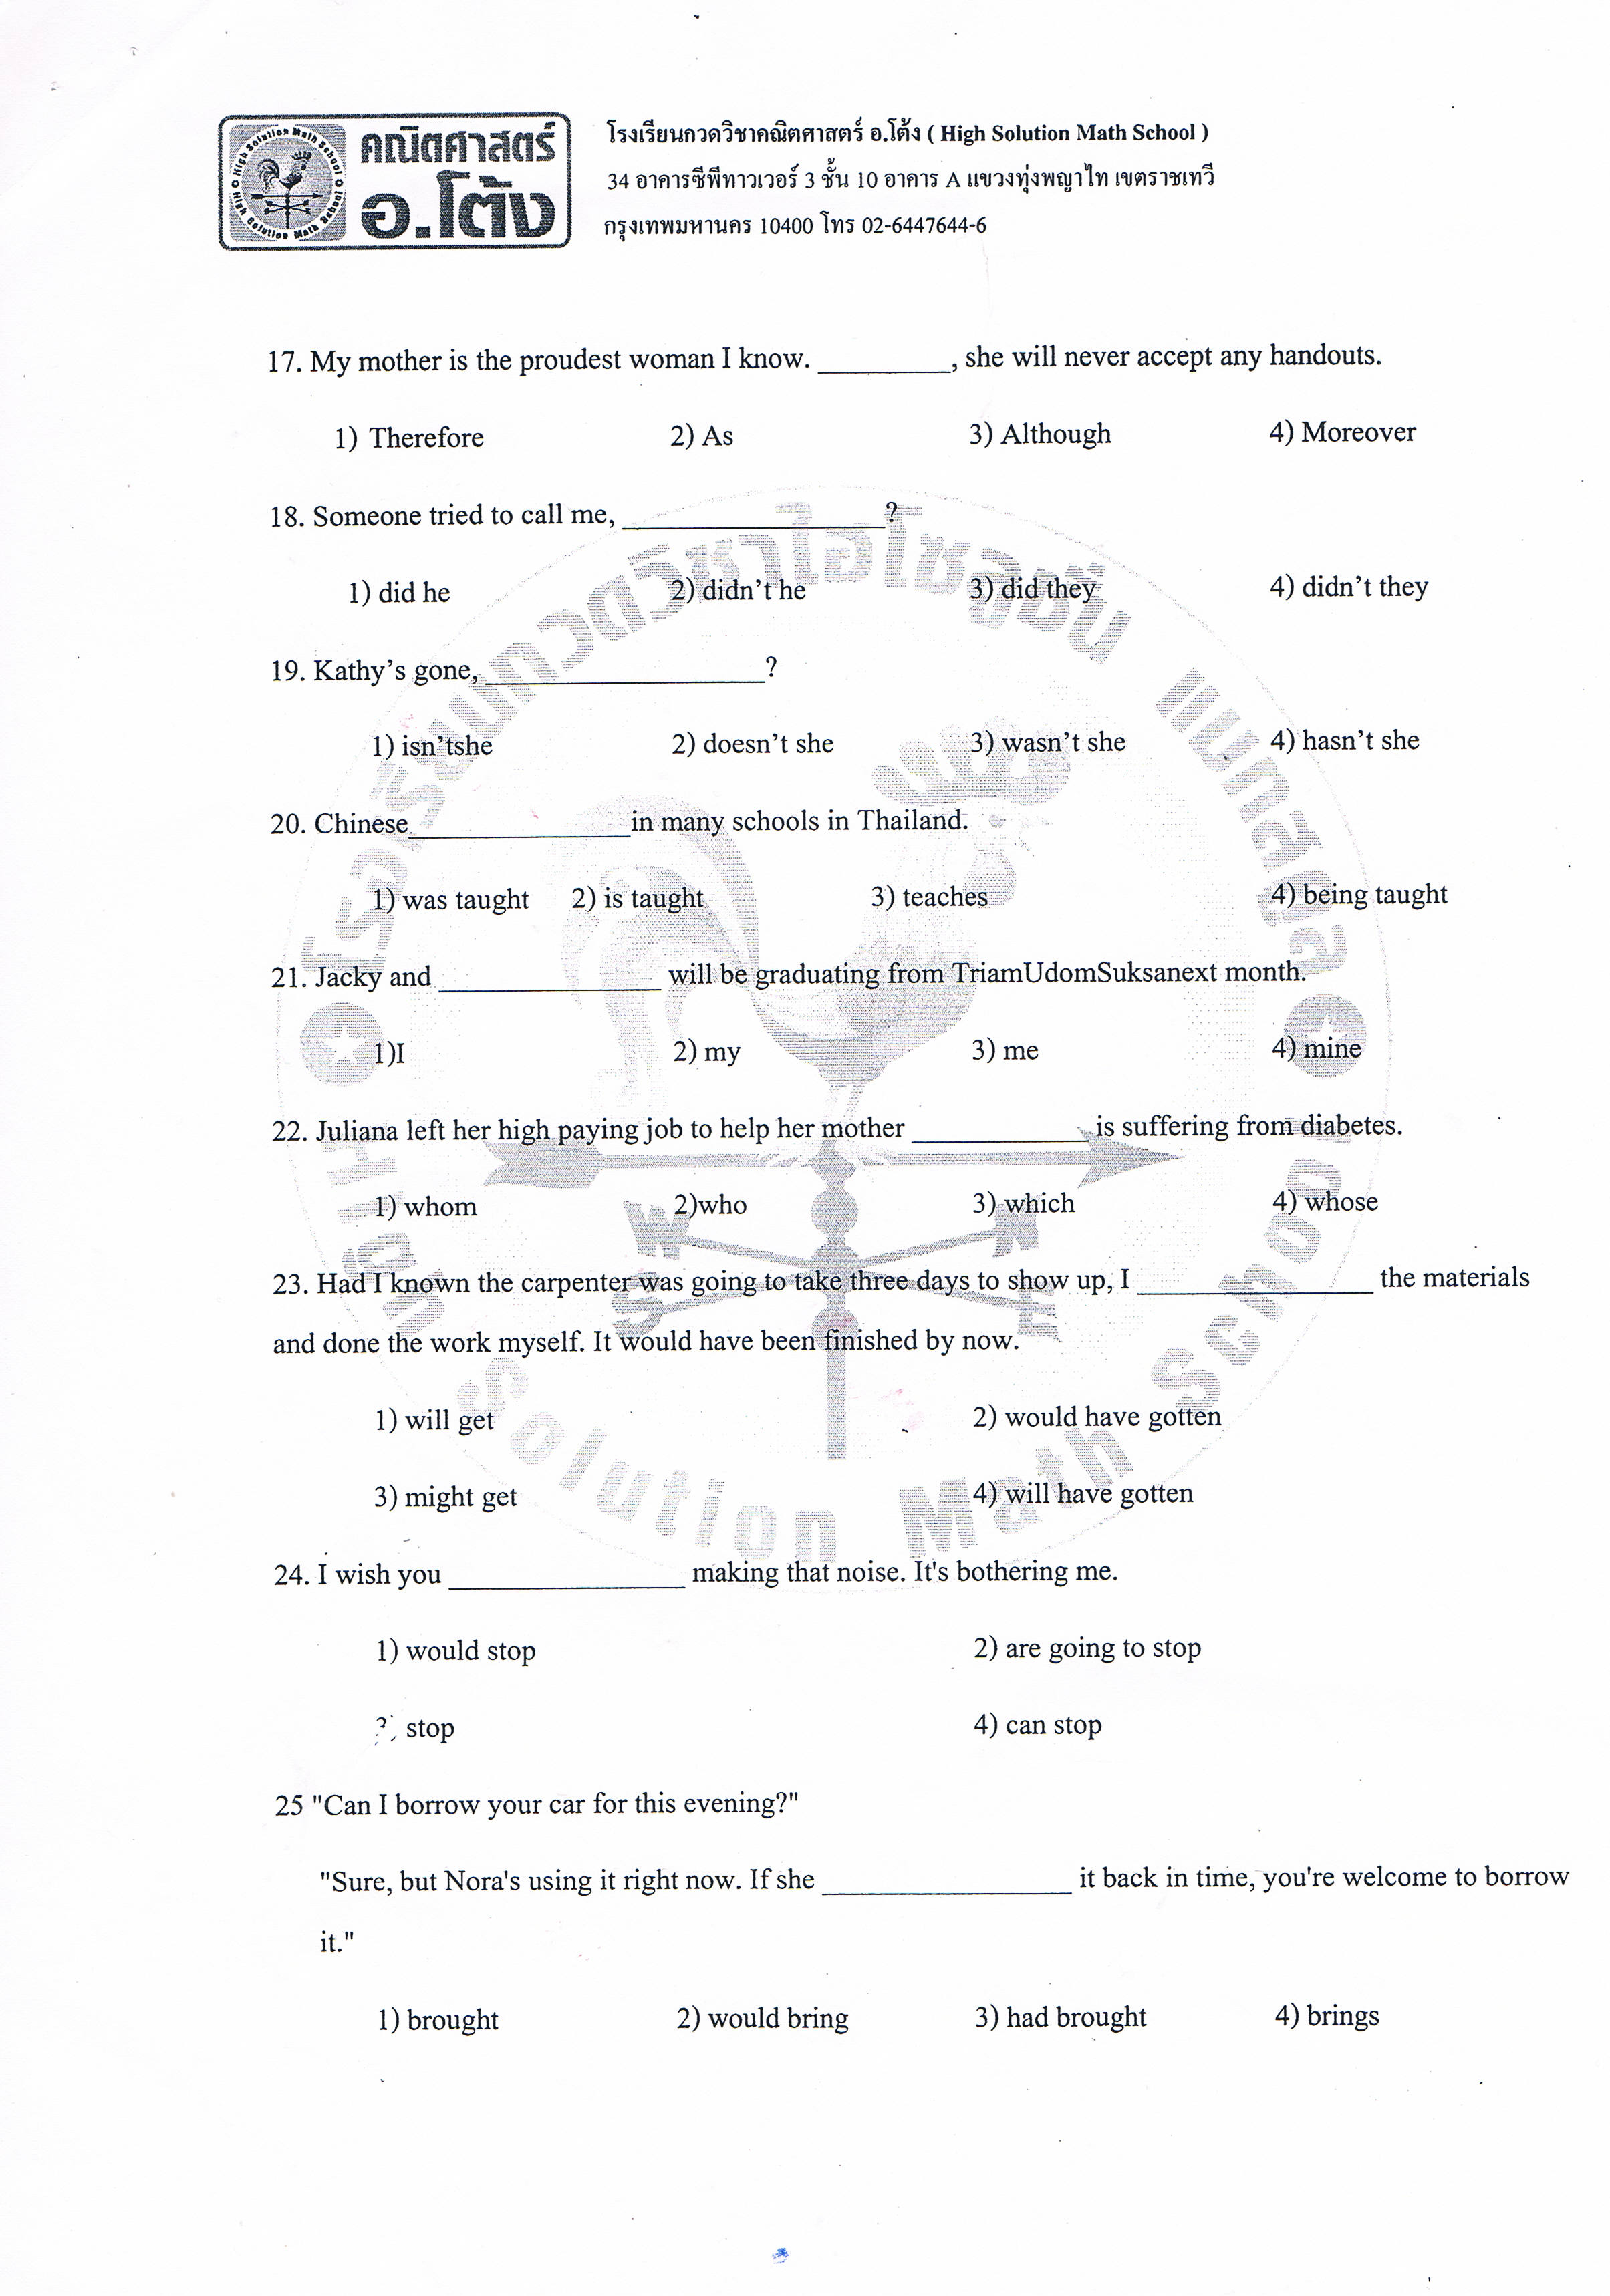 คณิตศาสตร์
อ.โต้ง
High Solution Math School
High Solution Math School
โรงเรียนกวดวิชาคณิตศาสตร์ อ.โต้ง ( High Solution Math School )
34 อาคารซีพีทาวเวอร์ 3 ชั้น 10 อาคาร A แขวงทุ่งพญาไท เขตราชเทวี
กรุงเทพมหานคร 10400 โทร 02-6447644-6
17. My mother is the proudest woman I know. _________, she will never accept any handouts.
1) Therefore 2) As 3) Although 4) Moreover
18. Someone tried to call me, __________________?
1) did he 2) didn’t he 3) did they 4) didn’t they
19. Kathy’s gone, ___________________?
1) isn’tshe 2) doesn’t she 3) wasn’t she 4) hasn’t she
20. Chinese_______________in many schools in Thailand.
1) was taught 2) is taught 3) teaches 4) being taught
21. Jacky and _______________ will be graduating from TriamUdomSuksanext month.
1)I 2) my 3) me 4) mine
22. Juliana left her high paying job to help her mother ____________ is suffering from diabetes.
1) whom 2)who 3) which 4) whose
23. Had I known the carpenter was going to take three days to show up, I ________________ the materials
and done the work myself. It would have been finished by now.
1) will get 2) would have gotten
3) might get 4) will have gotten
24. I wish you ________________ making that noise. It's bothering me.
1) would stop 2) are going to stop
stop 4) can stop
25 "Can I borrow your car for this evening?"
"Sure, but Nora's using it right now. If she _________________ it back in time, you're welcome to borrow
it."
1) brought 2) would bring 3) had brought 4) brings